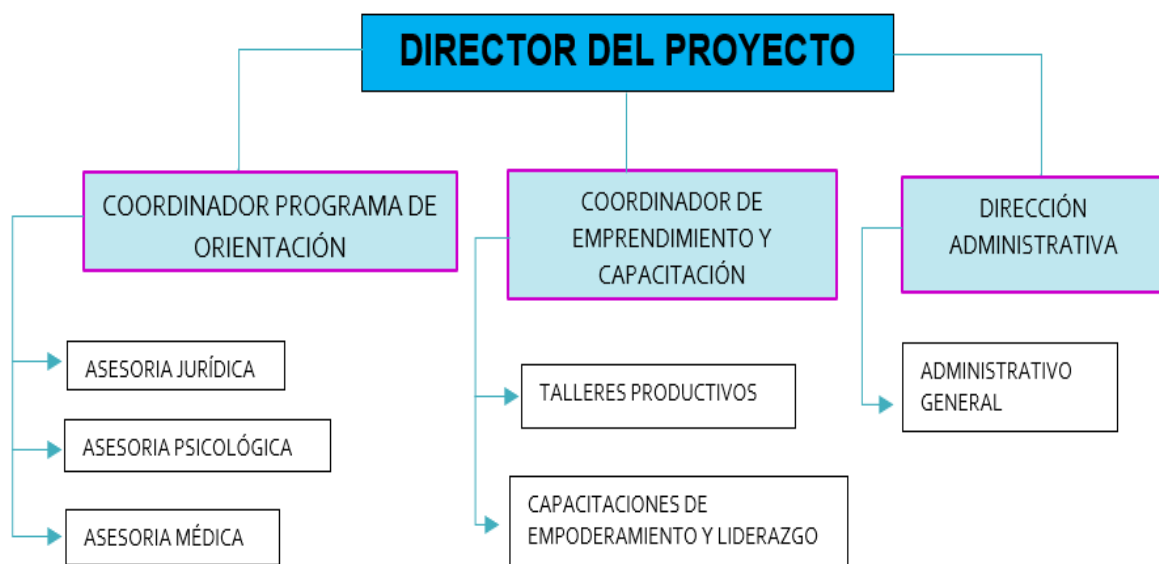 DIRECTOR DEL PROYECTO
COORDINADOR PROGRAMA DE
ORIENTACIÓN
ASESORIA JURÍDICA
ASESORIA PSICOLÓGICA
ASESORIA MÉDICA
COORDINADOR DE
EMPRENDIMIENTO Y
CAPACITACIÓN
TALLERES PRODUCTIVOS
CAPACITACIONES DE
EMPODERAMIENTO Y LIDERAZGO
DIRECCIÓN
ADMINISTRATIVA
ADMINISTRATIVO
GENERAL